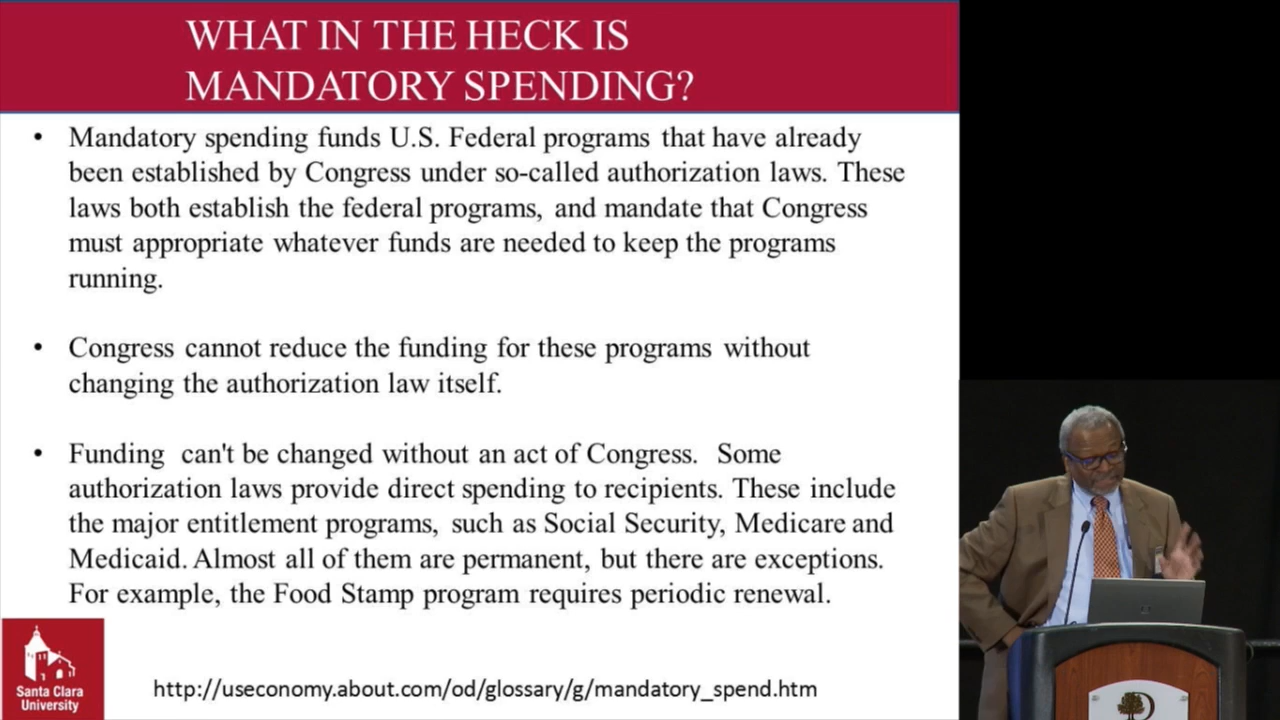 WHAT IN THE HECK IS
MANDATORY SPENDING?
• Mandatory spending funds U.S. Federal programs that have already
been established by Congress under so-called authorization laws. These
laws both establish the federal programs, and mandate that Congress
must appropriate whatever funds are needed to keep the programs
running.
• Congress cannot reduce the funding for these programs without
changing the authorization law itself.
• Funding can't be changed without an act of Congress. Some
authorization laws provide direct spending to recipients. These include
the major entitlement programs, such as Social Security, Medicare and
Medicaid. Almost all of them are permanent, but there are exceptions.
For example, the Food Stamp program requires periodic renewal.
Santa Clara
University
http://useconomy.about.com/od/glossary/g/mandatory_spend.htm